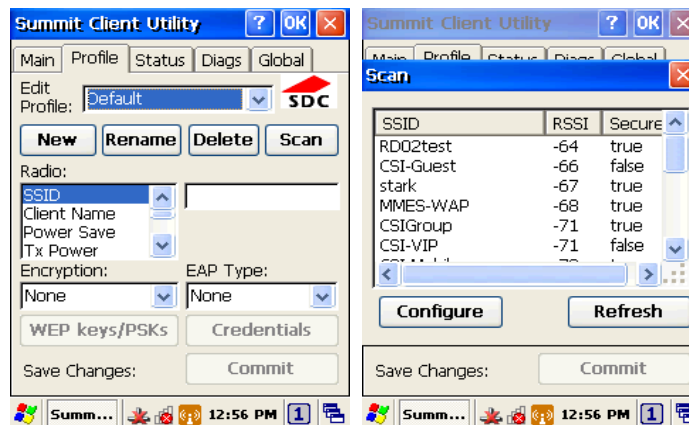 Summit Client Utility ? OK X
Main Profile Status Diags Global
Edit
Profile: Default
SDC
New Rename Delete Scan
Radio:
SSID
Client Name
Power Save
Tx Power
Encryption: EAP Type:
None None
WEP keys/PSKs Credentials
Save Changes: Commit
Summ... 12:56 PM 1
Summit Client Utility ? OK X
Main Profile Status Diags Global
Scan X
SSID RSSI Secure
RD02test -64 true
CSI-Guest -66 false
stark -67 true
MMES-WAP -68 true
CSIGroup -71 true
CSI-VIP -71 false
Configure Refresh
Save Changes: Commit
Summ... 12:56 PM 1